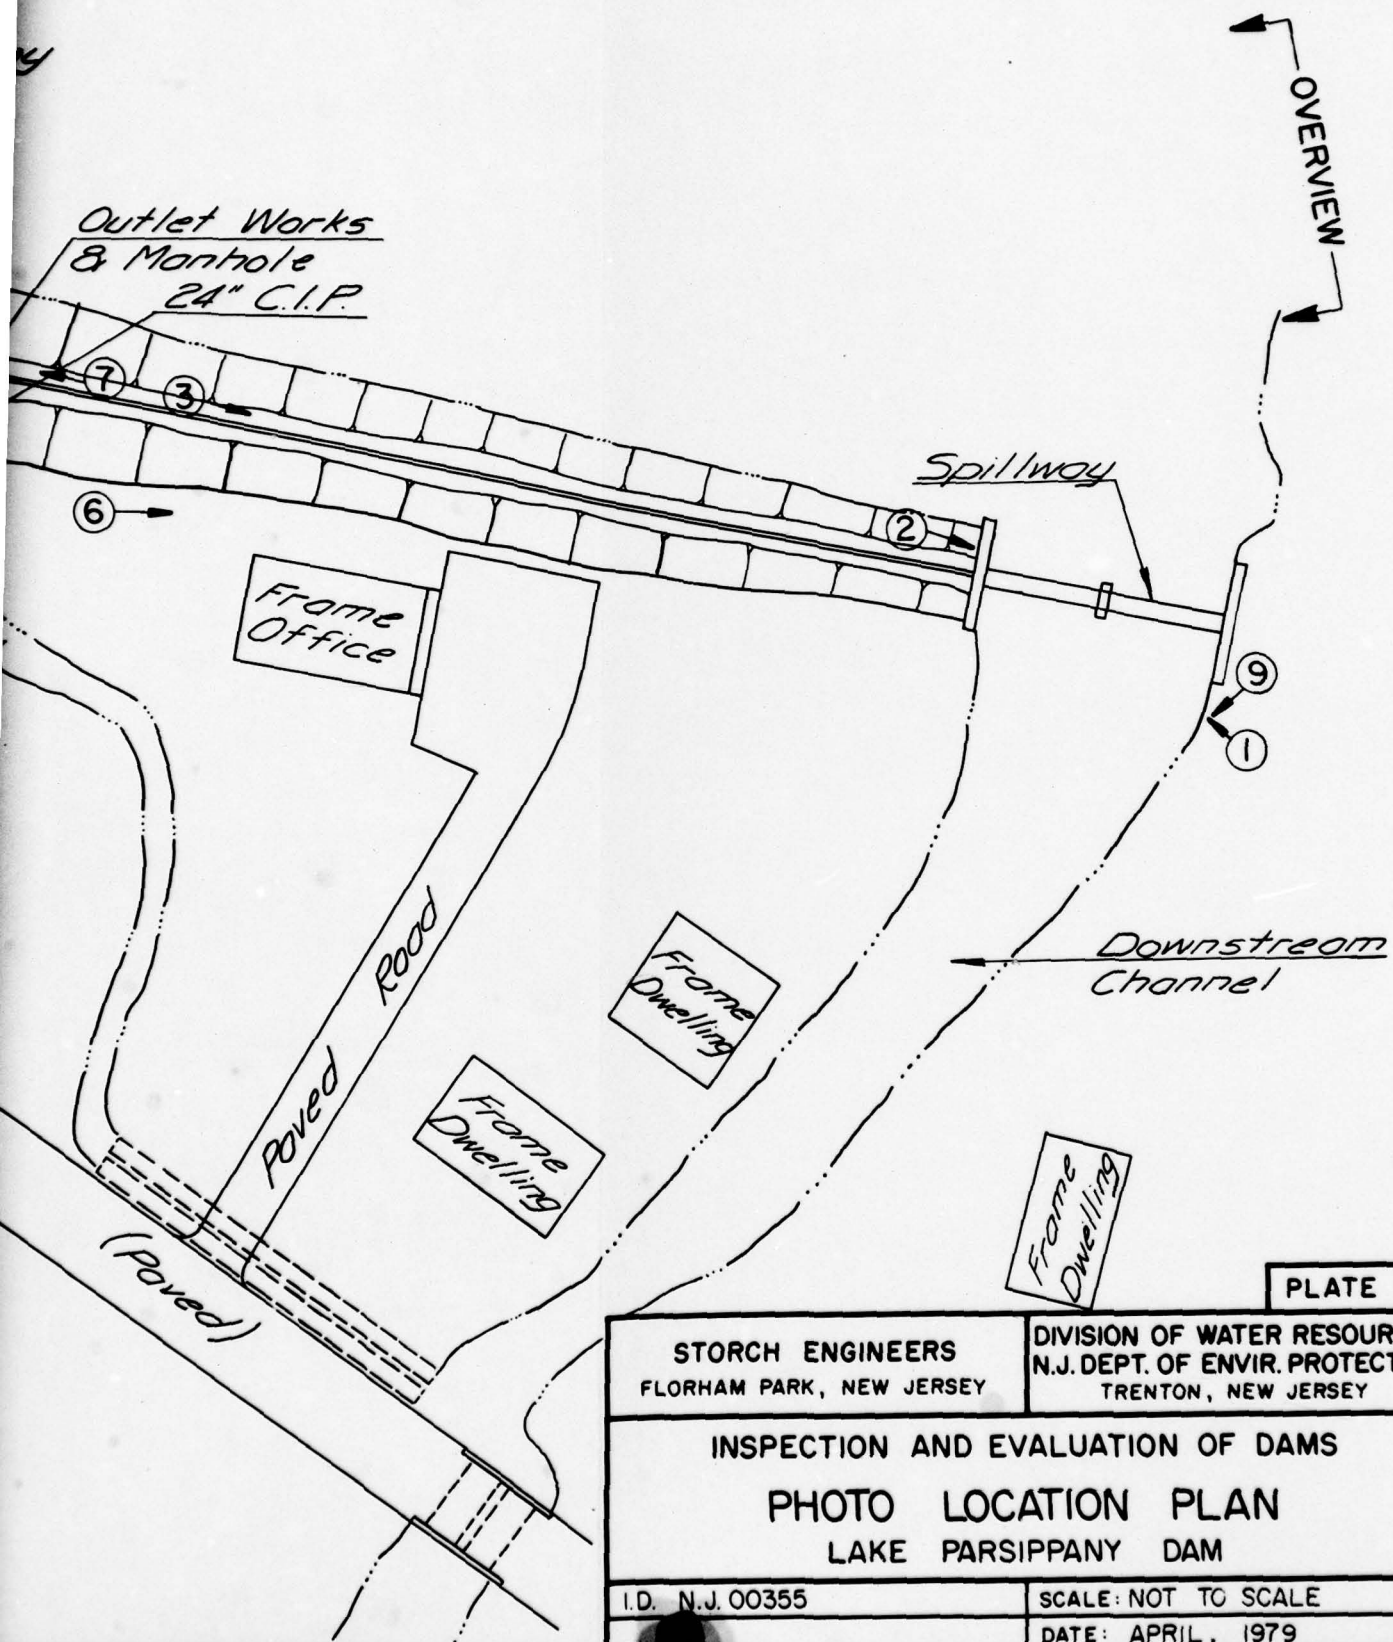 OVERVIEW
Outlet Works
& Manhole
24" C.I.P.
7
3
Spillway
2
6
Frame
Office
9
1
Paved Road
Frame
Dwelling
Downstream
Channel
Frame
Dwelling
Frame
Dwelling
(Paved)
PLATE
STORCH ENGINEERS
FLORHAM PARK, NEW JERSEY
DIVISION OF WATER RESOUR
N.J. DEPT. OF ENVIR. PROTECT
TRENTON, NEW JERSEY
INSPECTION AND EVALUATION OF DAMS
PHOTO LOCATION PLAN
LAKE PARSIPPANY DAM
I.D. N.J. 00355
SCALE: NOT TO SCALE
DATE: APRIL, 1979